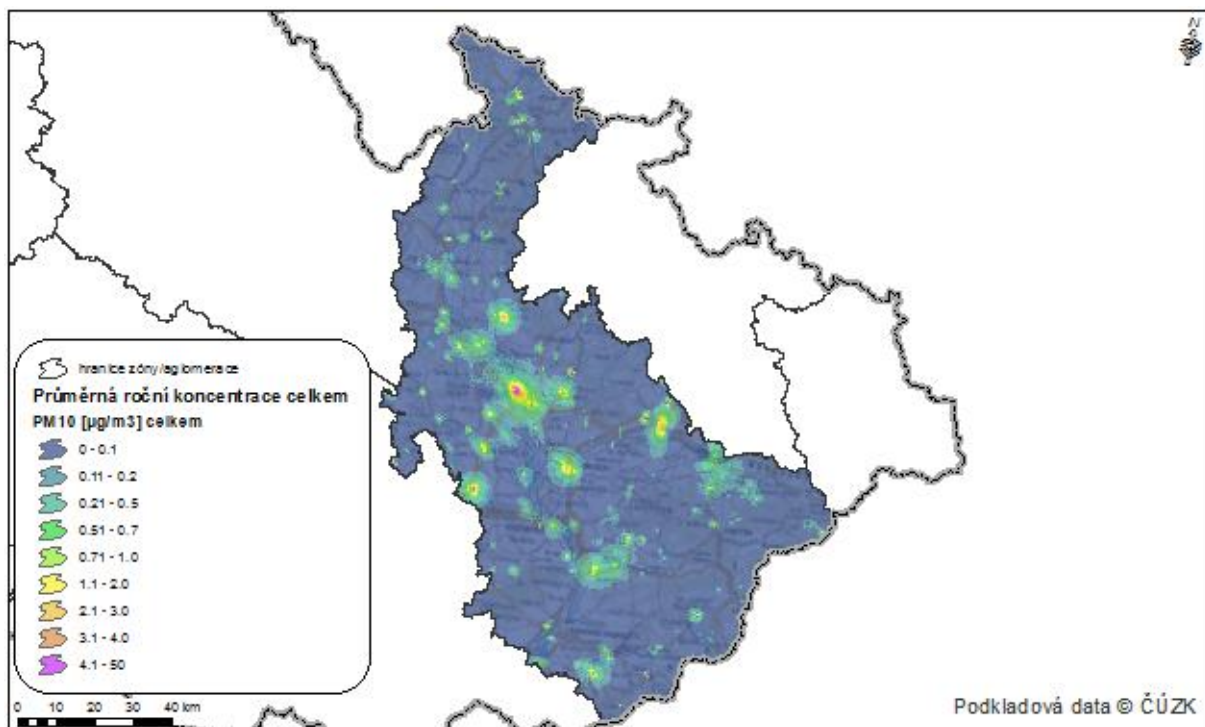 N
hranice zóny/aglomerace
Průměrná roční koncentrace celkem
PM10 [µg/m3] celkem
0 - 0.1
0.11 - 0.2
0.21 - 0.5
0.51 - 0.7
0.71 - 1.0
1.1 - 2.0
2.1 - 3.0
3.1 - 4.0
4.1 - 50
0 10 20 30 40 km
Podkladová data © ČÚZK